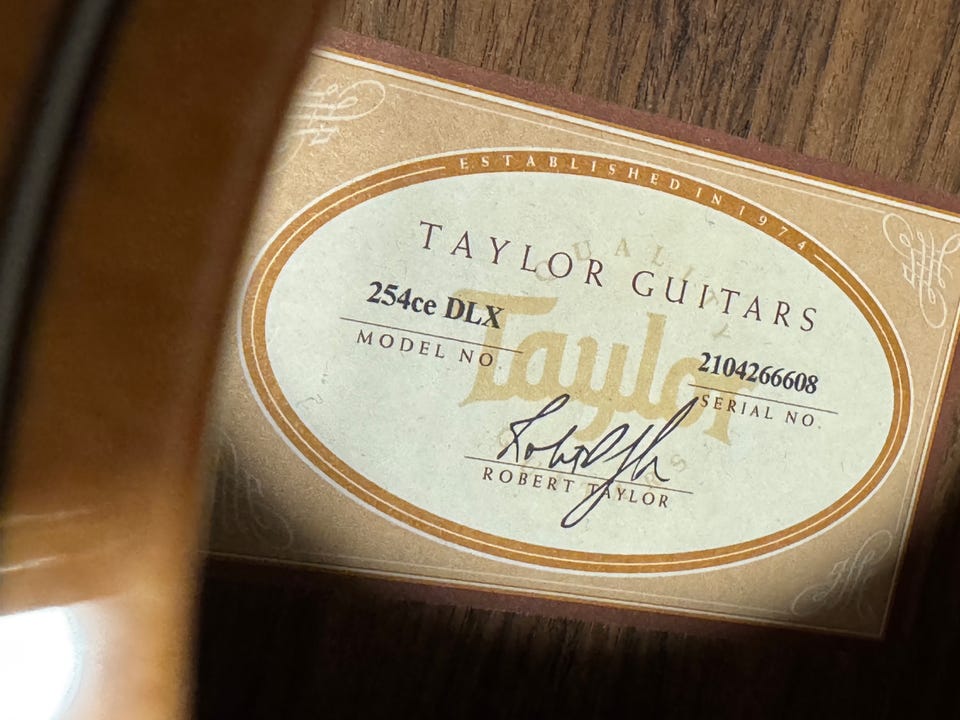 ESTABLISHED IN 1974
TAYLOR GUITARS
254ce DLX
MODEL NO.
2104266608
SERIAL NO.
Taylor
ROBERT TAYLOR